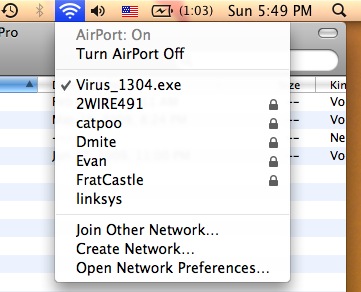 (1:03) Sun 5:49 PM
Pro
AirPort: On
Turn AirPort Off
ze Kin
Virus_1304.exe
2WIRE491
catpoo
Dmite
Evan
FratCastle
linksys
-- Vo
-- Vo
-- Ne
-- Vo
Join Other Network…
Create Network…
Open Network Preferences…